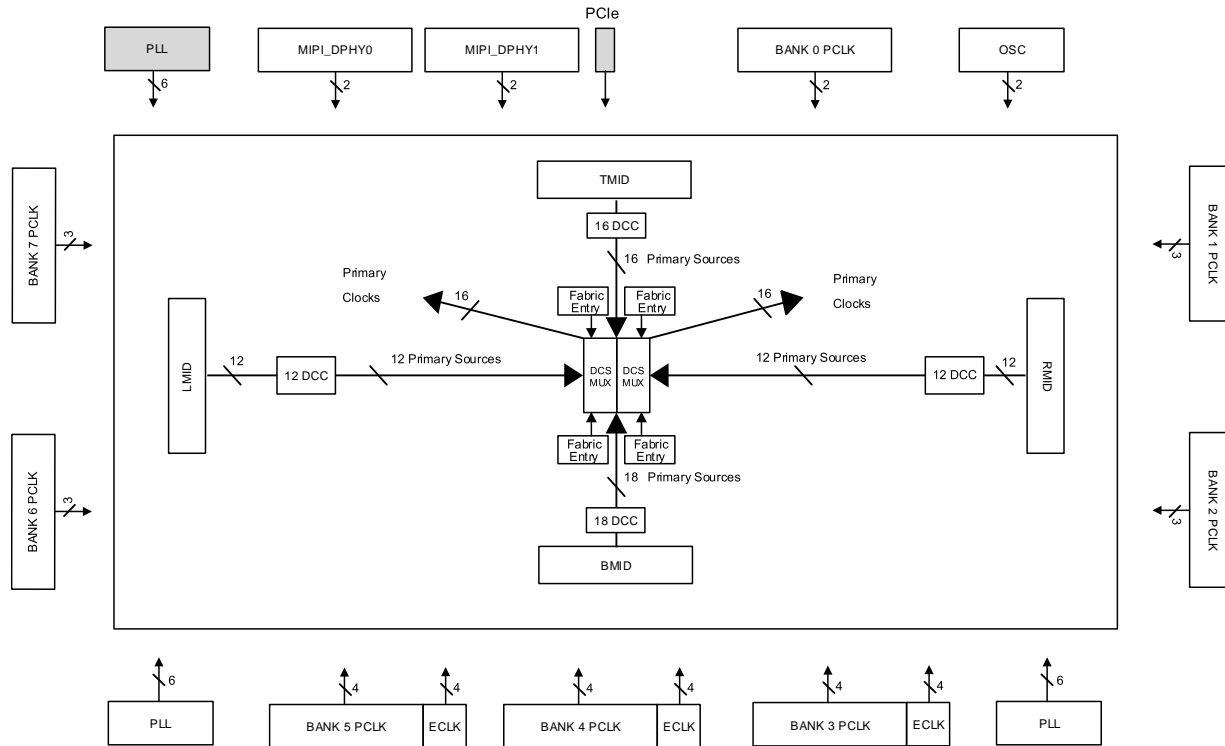 PCIe
PLL
MIPI_DPHY0
MIPI_DPHY1
BANK 0 PCLK
OSC
6
2
2
2
2
BANK 7 PCLK
3
BANK 1 PCLK
3
TMID
16 DCC
16 Primary Sources
Primary
Clocks
16
Fabric
Entry
Fabric
Entry
16
Primary
Clocks
LMID
12
12 DCC
12 Primary Sources
DCS
MUX
DCS
MUX
12 Primary Sources
12 DCC
12
RMID
Fabric
Entry
Fabric
Entry
18 Primary Sources
18 DCC
BMID
BANK 6 PCLK
3
BANK 2 PCLK
3
6
4
4
4
4
4
4
6
PLL
BANK 5 PCLK
ECLK
BANK 4 PCLK
ECLK
BANK 3 PCLK
ECLK
PLL